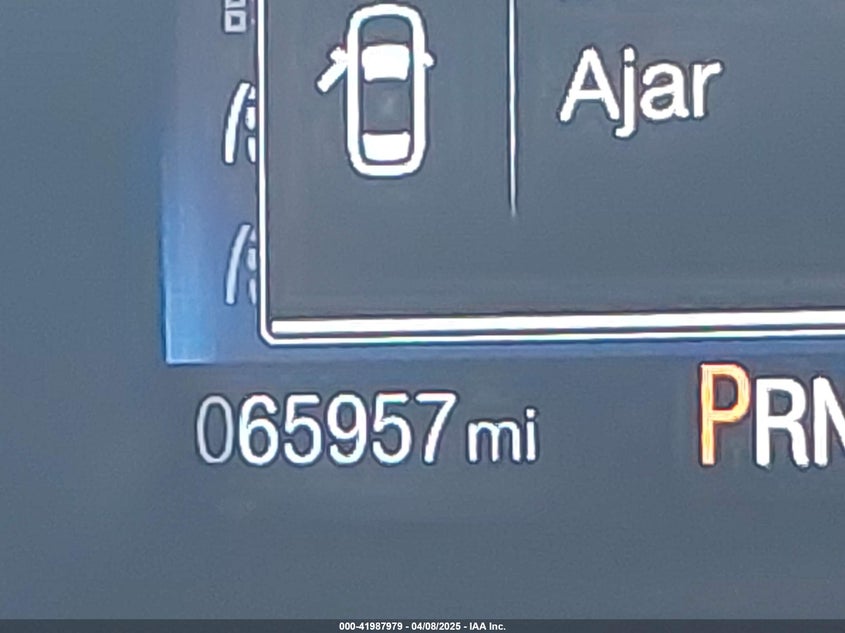 Ajar
065957 mi
PRN
000-41987979 - 04/08/2025 - IAA Inc.